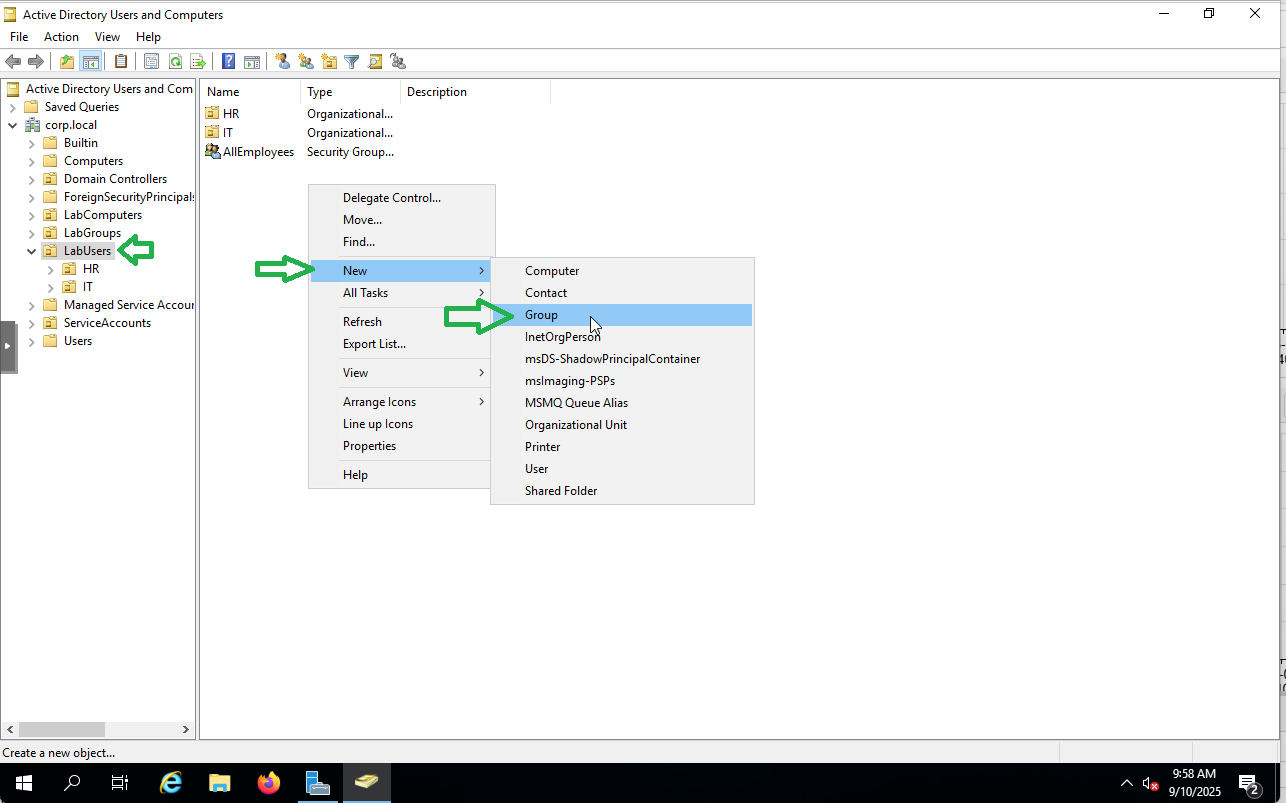 Active Directory Users and Computers
File Action View Help
Active Directory Users and Com
Saved Queries
corp.local
Builtin
Computers
Domain Controllers
ForeignSecurityPrincipals
LabComputers
LabGroups
LabUsers
HR
IT
Managed Service Accour
ServiceAccounts
Users
Name Type Description
HR Organizational...
IT Organizational...
AllEmployees Security Group...
Delegate Control...
Move...
Find...
New
All Tasks
Refresh
Export List...
View
Arrange Icons
Line up Icons
Properties
Help
Computer
Contact
Group
InetOrgPerson
msDS-ShadowPrincipalContainer
msImaging-PSPs
MSMQ Queue Alias
Organizational Unit
Printer
User
Shared Folder
Create a new object...
9:58 AM
9/10/2025
2